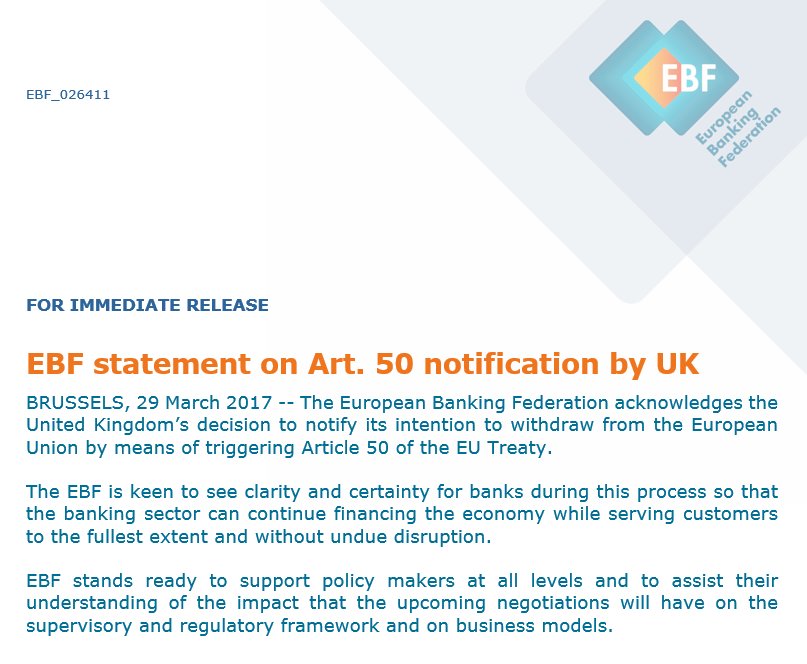 EBF_026411
EBF
European
Banking
Federation
FOR IMMEDIATE RELEASE
EBF statement on Art. 50 notification by UK
BRUSSELS, 29 March 2017 -- The European Banking Federation acknowledges the
United Kingdom’s decision to notify its intention to withdraw from the European
Union by means of triggering Article 50 of the EU Treaty.
The EBF is keen to see clarity and certainty for banks during this process so that
the banking sector can continue financing the economy while serving customers
to the fullest extent and without undue disruption.
EBF stands ready to support policy makers at all levels and to assist their
understanding of the impact that the upcoming negotiations will have on the
supervisory and regulatory framework and on business models.